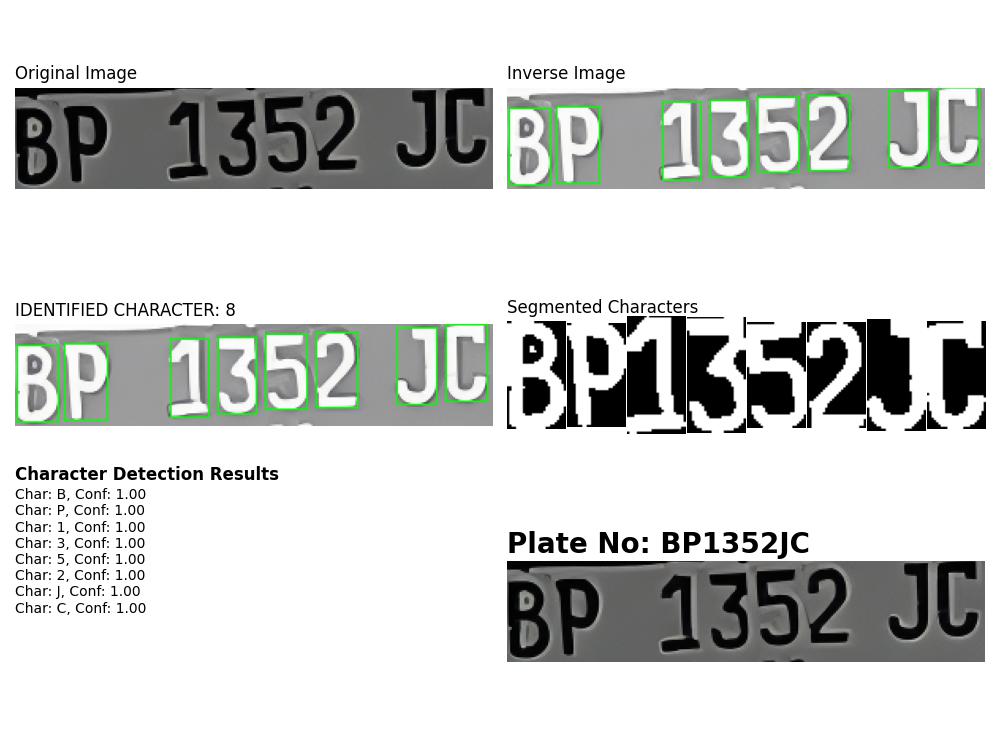 Original Image
BP 1352 JC
Inverse Image
BP 1352 JC
IDENTIFIED CHARACTER: 8
BP 1352 JC
Segmented Characters
BP1352JC
Character Detection Results
Char: B, Conf: 1.00
Char: P, Conf: 1.00
Char: 1, Conf: 1.00
Char: 3, Conf: 1.00
Char: 5, Conf: 1.00
Char: 2, Conf: 1.00
Char: J, Conf: 1.00
Char: C, Conf: 1.00
Plate No: BP1352JC
BP 1352 JC